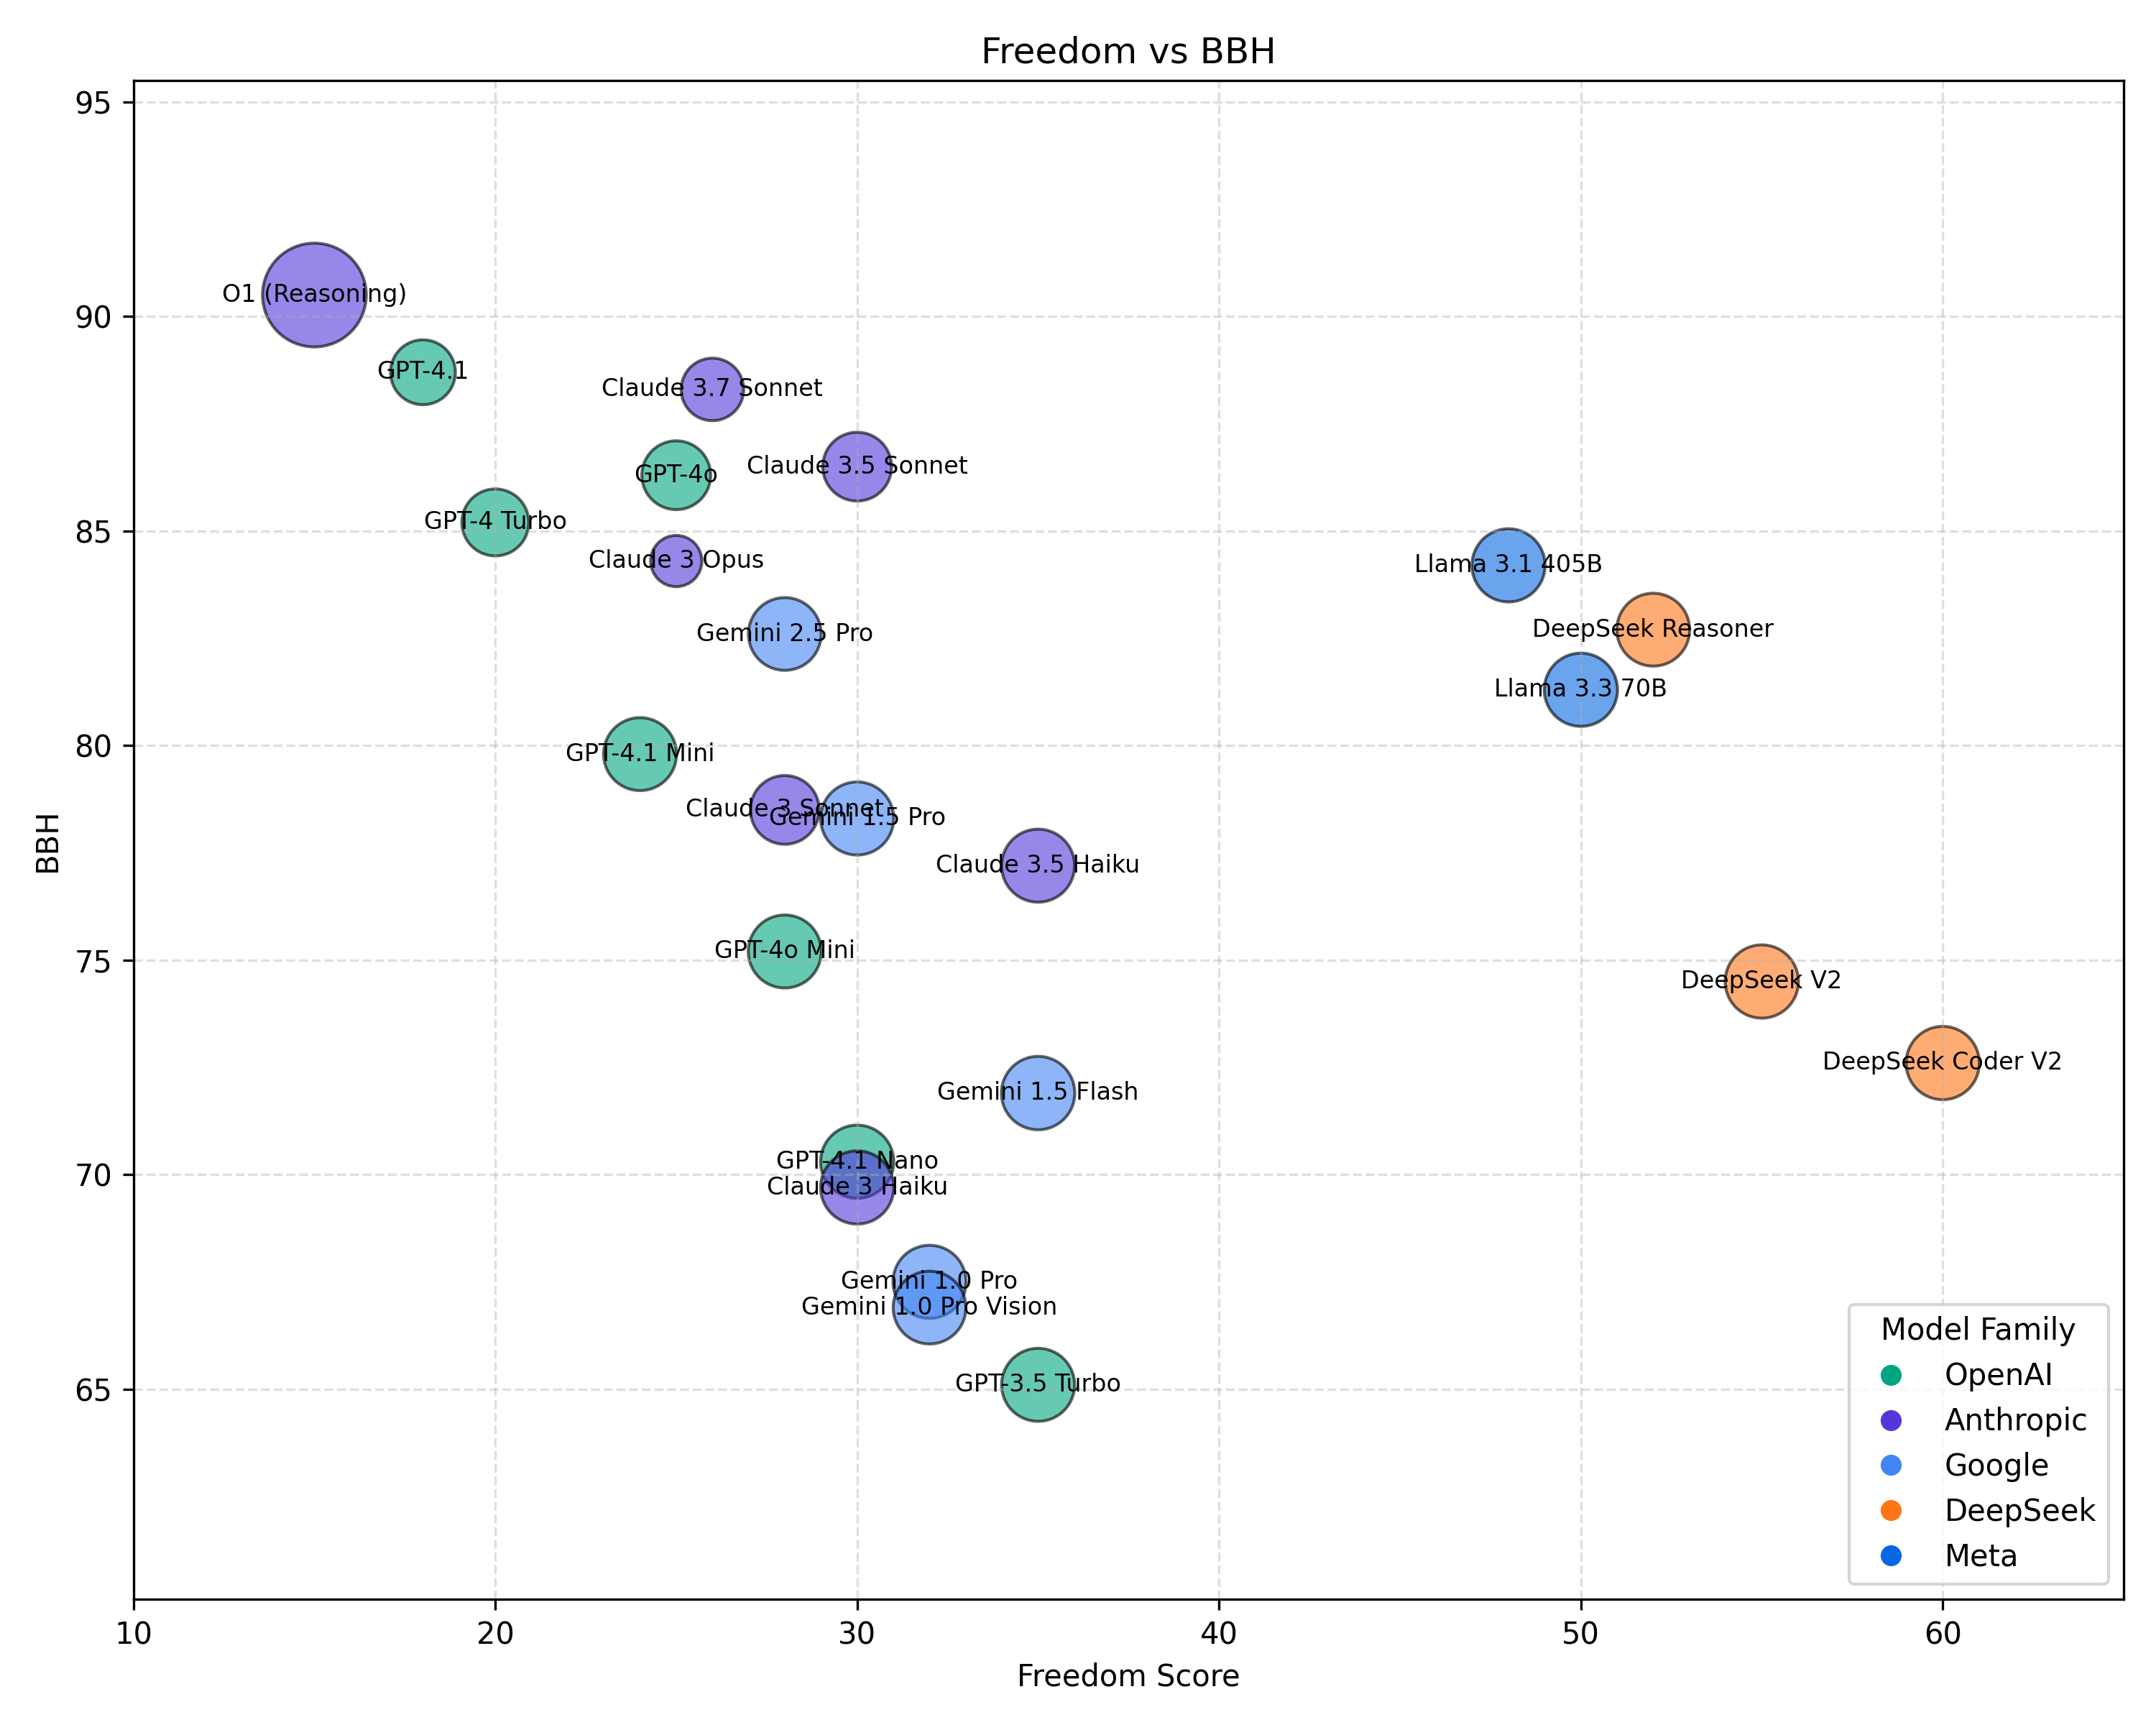 Freedom vs BBH
95
90
85
80
75
70
65
BBH
O1 (Reasoning)
GPT-4.1
Claude 3.7 Sonnet
Claude 3.5 Sonnet
GPT-4o
GPT-4 Turbo
Claude 3 Opus
Llama 3.1 405B
DeepSeek Reasoner
Gemini 2.5 Pro
Llama 3.3 70B
GPT-4.1 Mini
Claude 3 Sonnet
Gemini 1.5 Pro
Claude 3.5 Haiku
GPT-4o Mini
DeepSeek V2
DeepSeek Coder V2
Gemini 1.5 Flash
GPT-4.1 Nano
Claude 3 Haiku
Gemini 1.0 Pro
Gemini 1.0 Pro Vision
GPT-3.5 Turbo
Model Family
OpenAI
Anthropic
Google
DeepSeek
Meta
10 20 30 40 50 60
Freedom Score